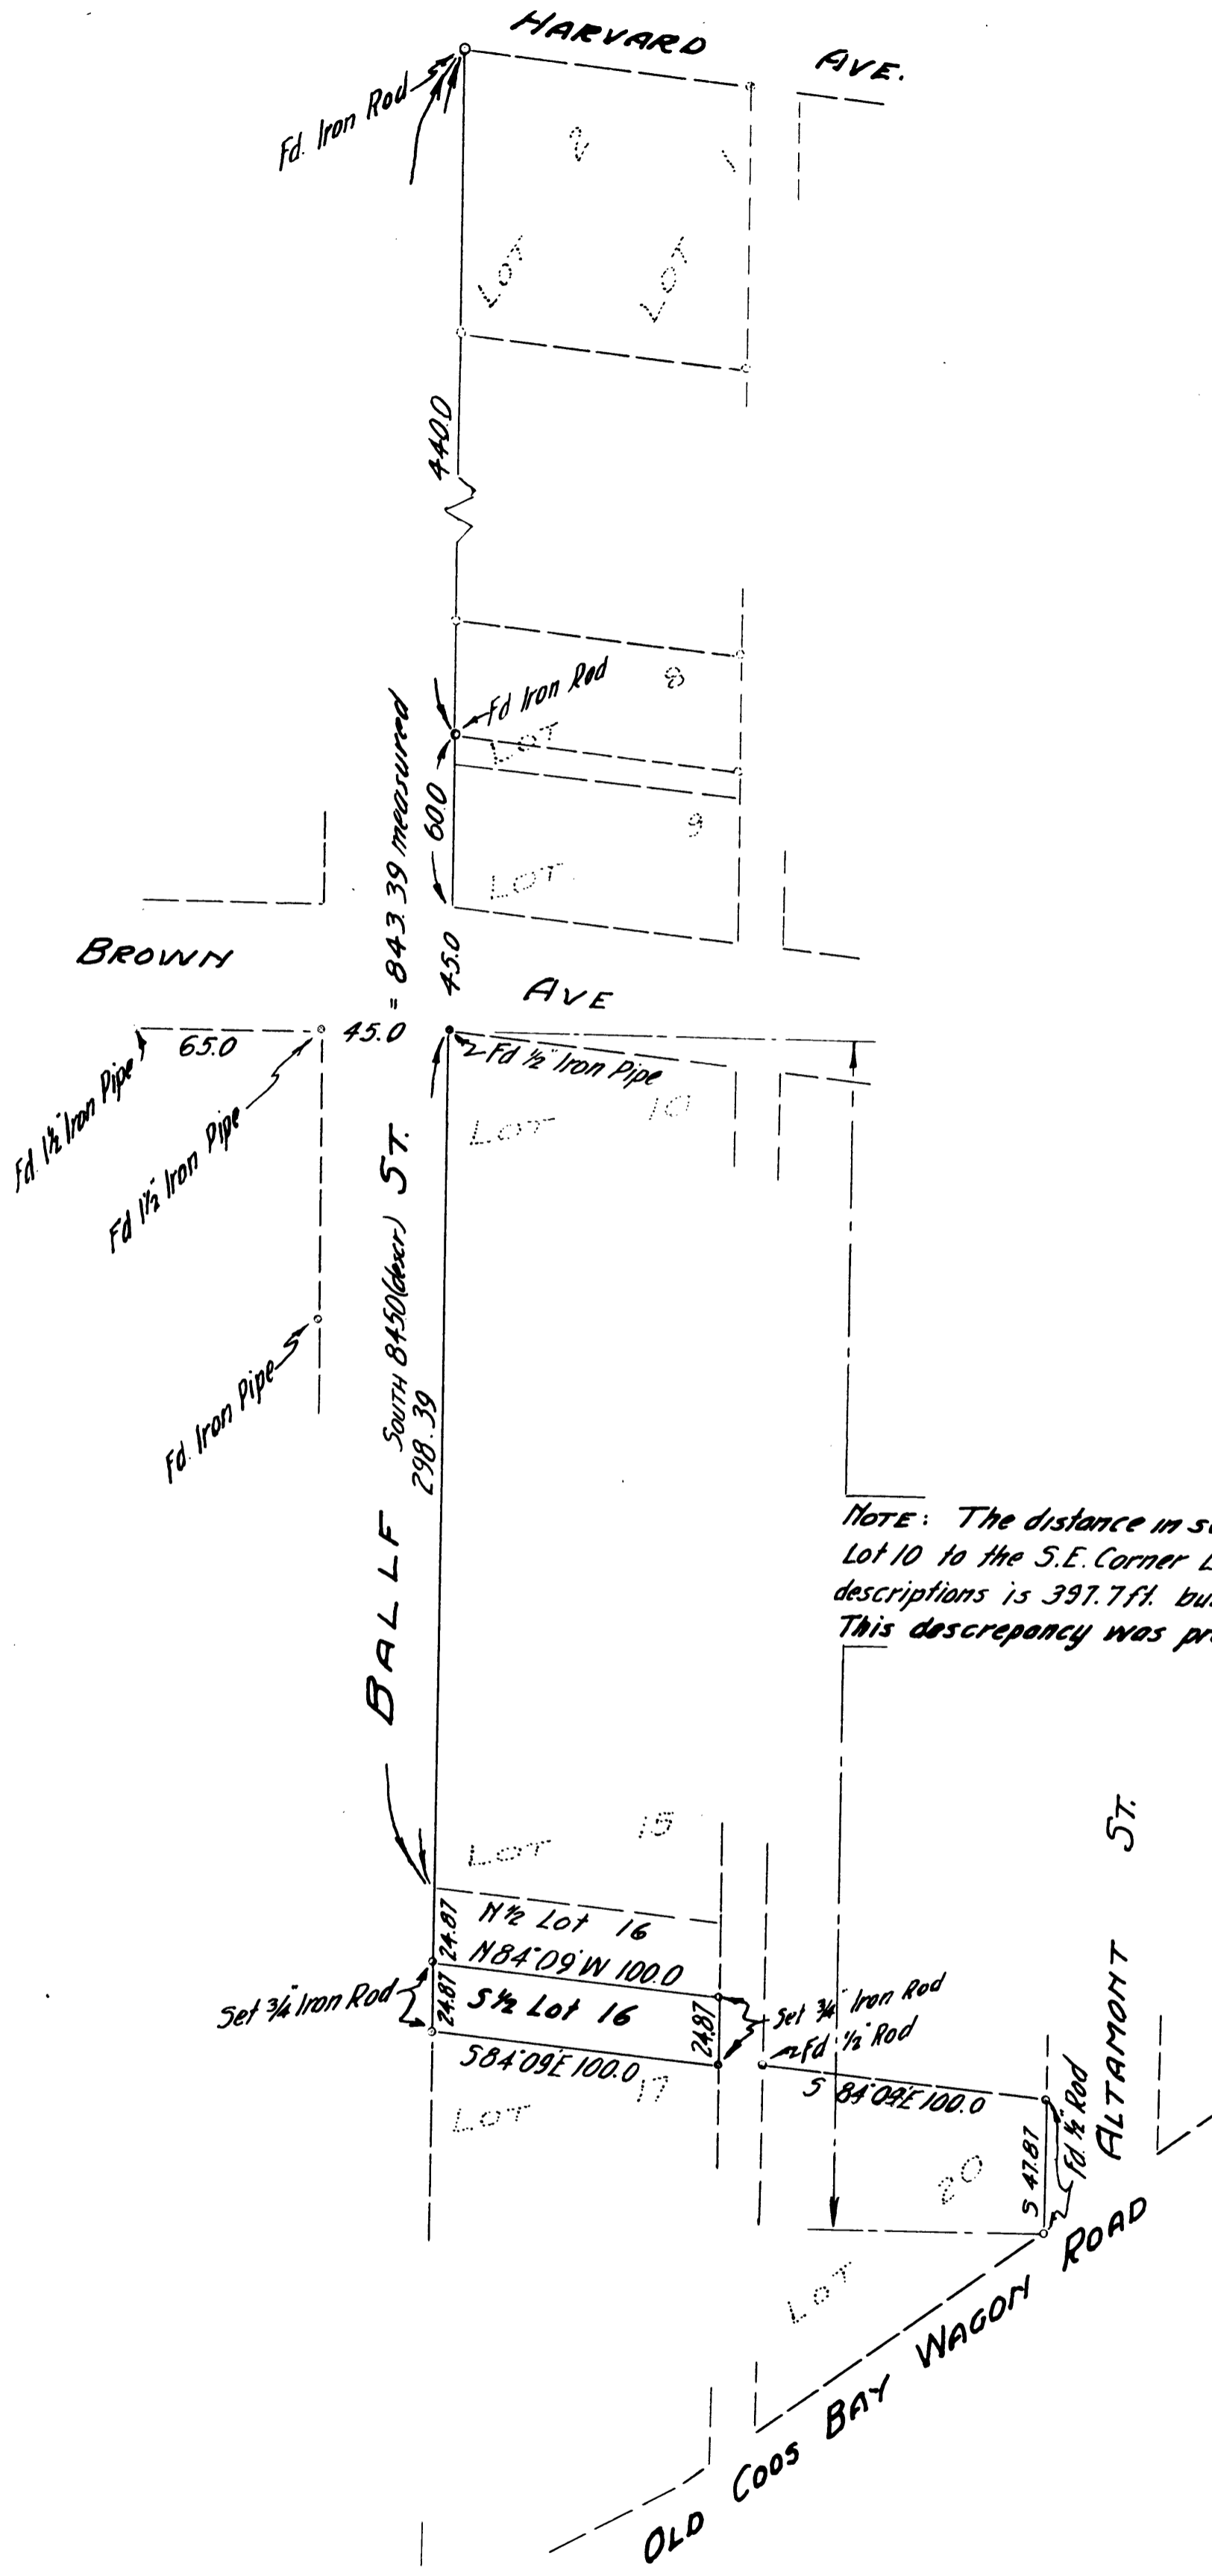 HARVARD AVE.
Fd. Iron Rod
2
1
LOT
LOT
440.0
Fd Iron Rod
8
LOT
60.0
9
LOT
= 843.39 measured
45.0
BROWN
AVE
65.0
45.0
Fd ½" Iron Pipe
Fd. 1½" Iron Pipe
Fd 1½" Iron Pipe
LOT 10
BALLF ST.
SOUTH 845.0 (descr.)
298.39
Fd. Iron Pipe
NOTE: The distance in
Lot 10 to the S.E. Corner
descriptions is 397.7 ft.
This descrepancy was
LOT 15
N ½ Lot 16
24.87
N84°09'W 100.0
Set ¾" Iron Rod
24.87
S ½ Lot 16
24.87
Set ¾" Iron Rod
Fd ½" Rod
S84°09'E 100.0
LOT 17
S 84°09'E 100.0
ALTAMONT ST.
S 47.87
Fd. ½" Rod
20
LOT
OLD COOS BAY WAGON ROAD